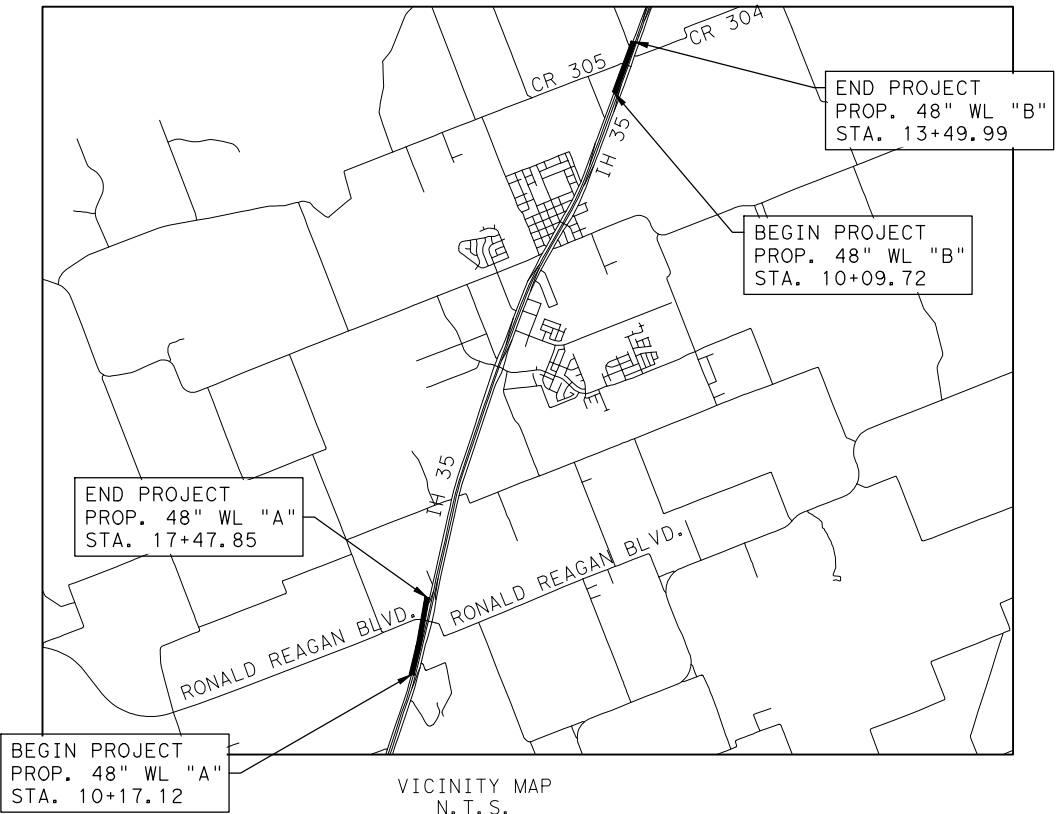 CR 304
CR 305
END PROJECT
PROP. 48" WL "B"
STA. 13+49.99
IH 35
BEGIN PROJECT
PROP. 48" WL "B"
STA. 10+09.72
IH 35
END PROJECT
PROP. 48" WL "A"
STA. 17+47.85
RONALD REAGAN BLVD.
RONALD REAGAN BLVD.
BEGIN PROJECT
PROP. 48" WL "A"
STA. 10+17.12
VICINITY MAP
N.T.S.